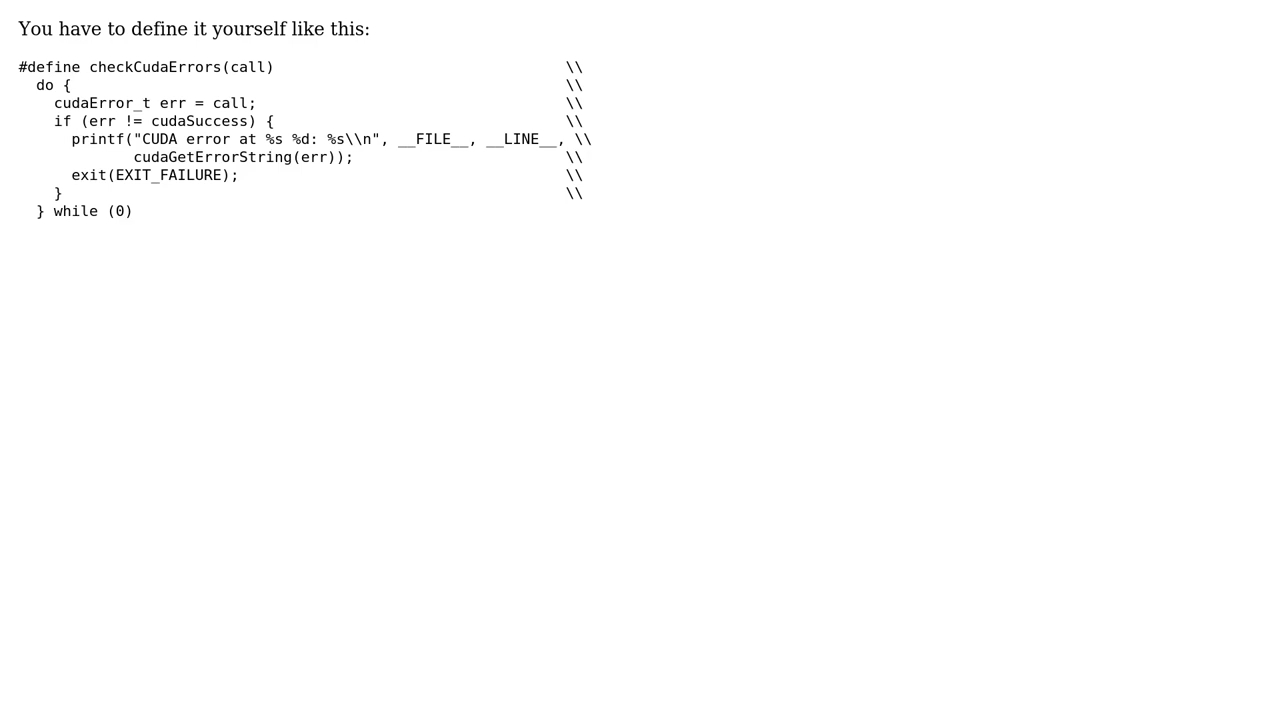 You have to define it yourself like this:
#define checkCudaErrors(call)                                 \\
  do {                                                        \\
    cudaError_t err = call;                                   \\
    if (err != cudaSuccess) {                                 \\
      printf("CUDA error at %s %d: %s\\n", __FILE__, __LINE__, \\
             cudaGetErrorString(err));                        \\
      exit(EXIT_FAILURE);                                     \\
    }                                                         \\
  } while (0)